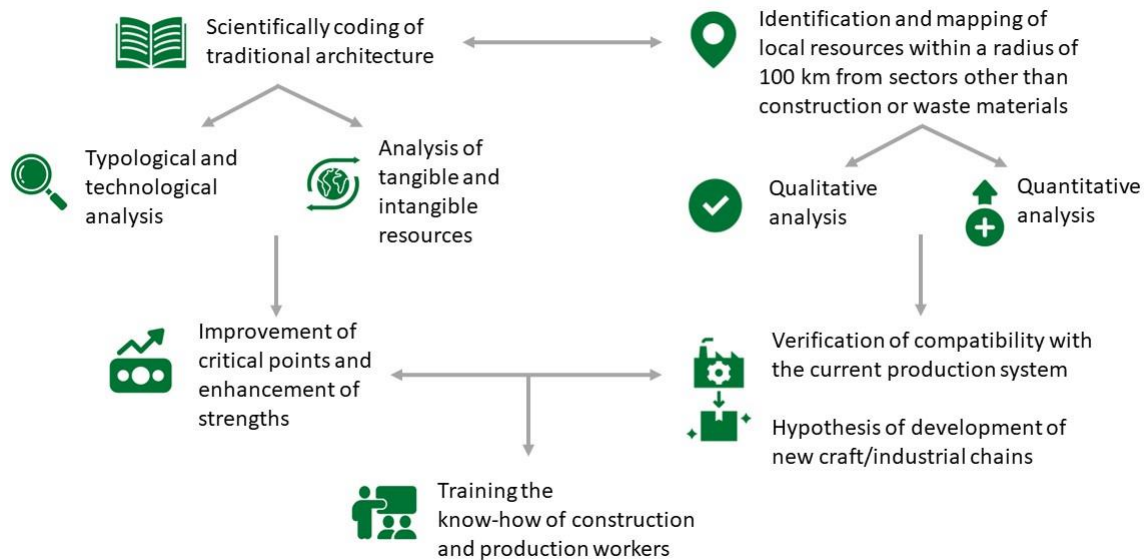 Scientifically coding of
traditional architecture
Identification and mapping of
local resources within a radius of
100 km from sectors other than
construction or waste materials
Typological and
technological
analysis
Analysis of
tangible and
intangible
resources
Qualitative
analysis
Quantitative
analysis
Improvement of
critical points and
enhancement of
strengths
Verification of compatibility with
the current production system
Hypothesis of development of
new craft/industrial chains
Training the
know-how of construction
and production workers